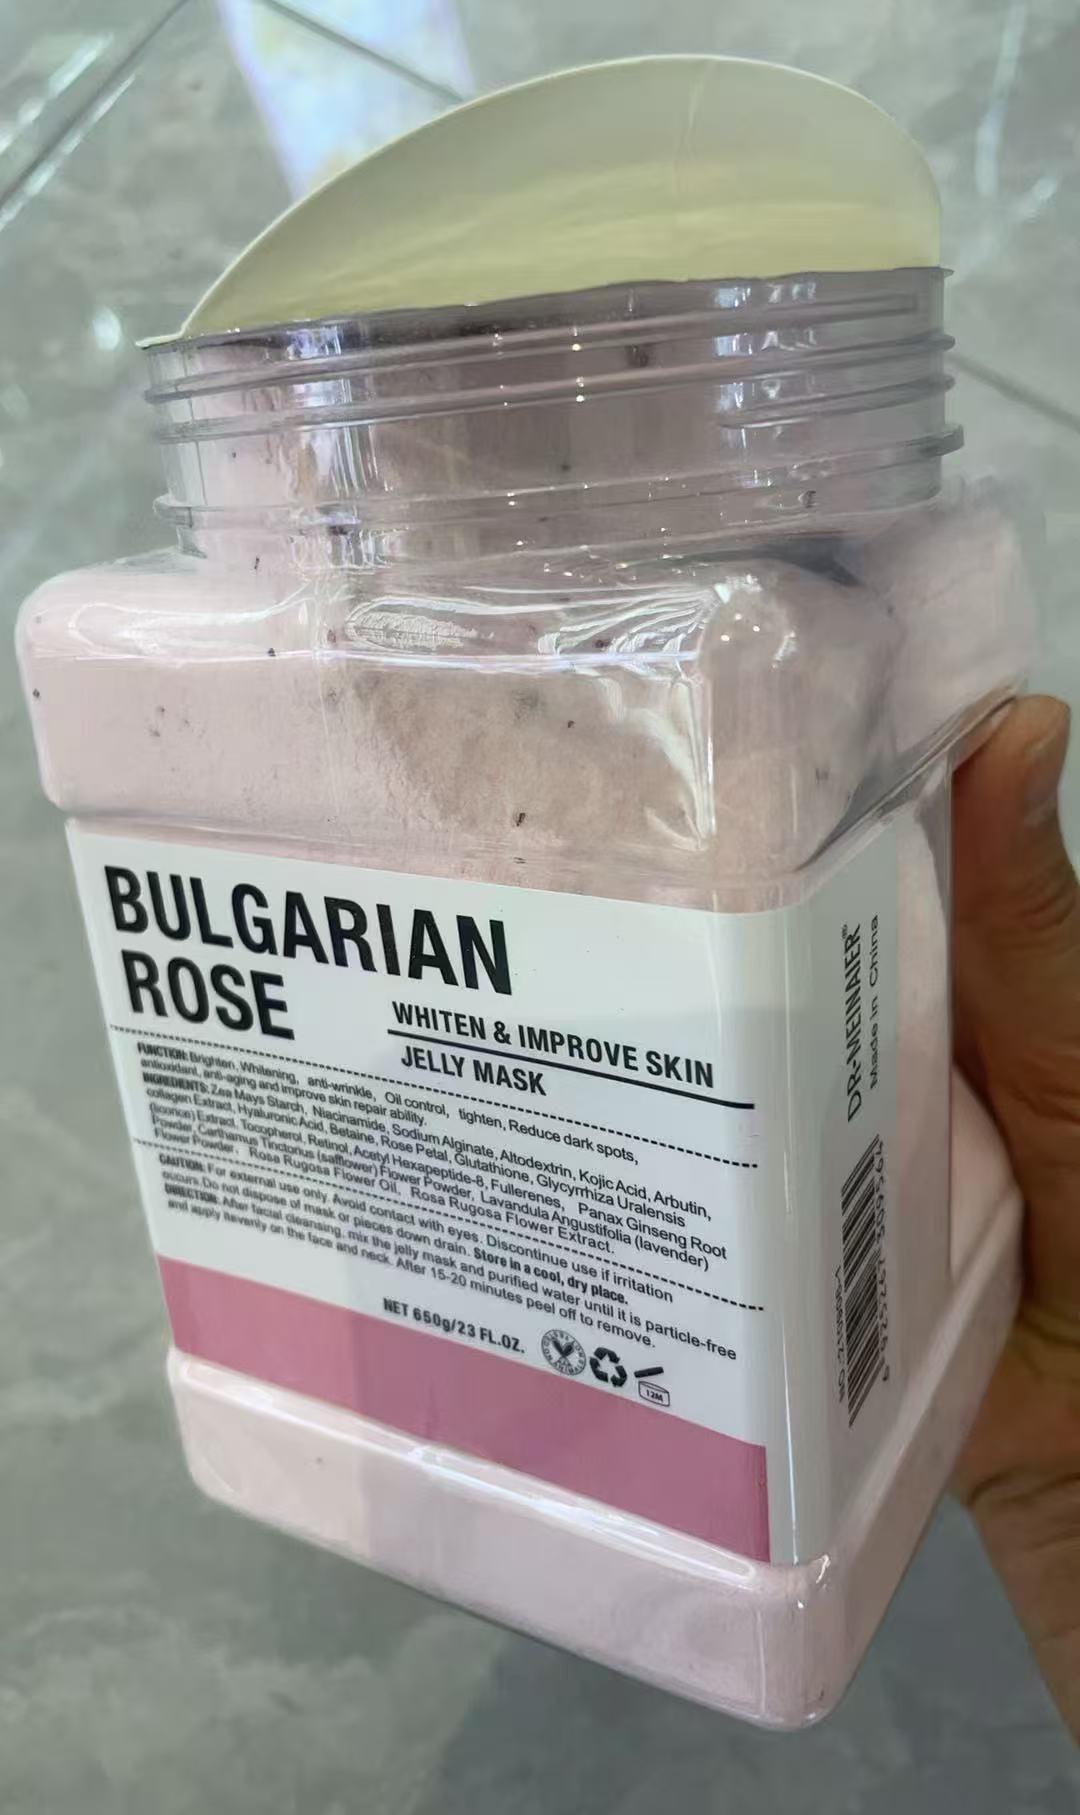 BULGARIAN
ROSE
WHITEN & IMPROVE SKIN
JELLY MASK
FUNCTION: Brighten, Whitening, anti-wrinkle, Oil control, tighten, Reduce dark spots,
antioxidant, anti-aging and improve skin repair ability.
INGREDIENTS: Zea Mays Starch, Niacinamide, Sodium Alginate, Altodextrin, Kojic Acid, Arbutin,
collagen Extract, Hyaluronic Acid, Betaine, Rose Petal, Glutathione, Glycyrrhiza Uralensis
(licorice) Extract, Tocopherol, Retinol, Acetyl Hexapeptide-8, Fullerenes, Panax Ginseng Root
Powder, Carthamus Tinctorius (safflower) Flower Powder, Lavandula Angustifolia (lavender)
Flower Powder, Rosa Rugosa Flower Oil, Rosa Rugosa Flower Extract.
CAUTION: For external use only. Avoid contact with eyes. Discontinue use if irritation
occurs. Do not dispose of mask or pieces down drain. Store in a cool, dry place.
DIRECTION: After facial cleansing, mix the jelly mask and purified water until it is particle-free
and apply itevenly on the face and neck. After 15-20 minutes peel off to remove.
NET 650g/23 FL.OZ.
12M
DR·MEINAIER®
Made in China